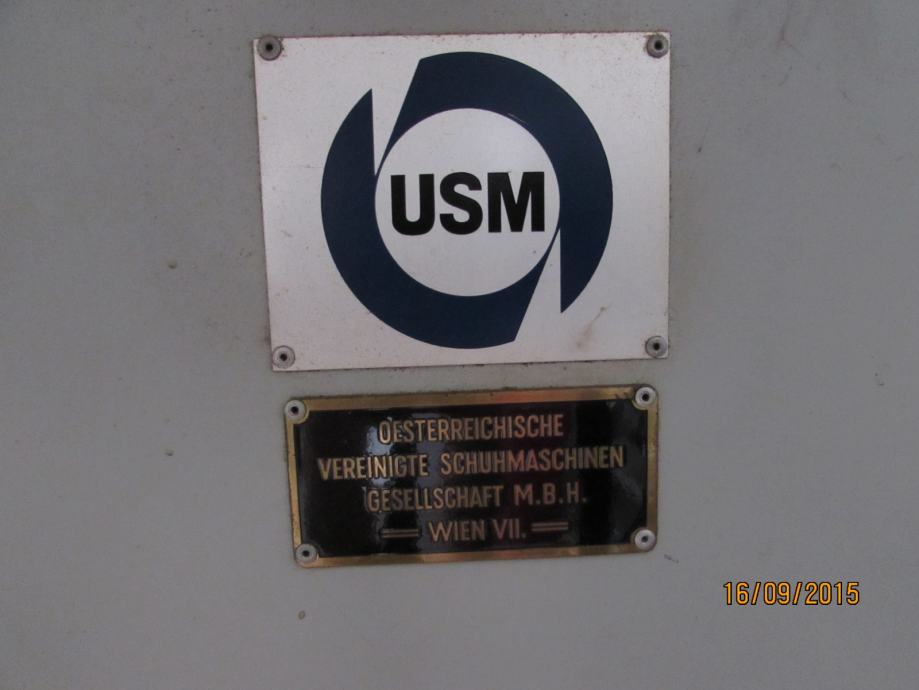 USM
OESTERREICHISCHE
VEREINIGTE SCHUHMASCHINEN
GESELLSCHAFT M.B.H.
WIEN VII.
16/09/2015